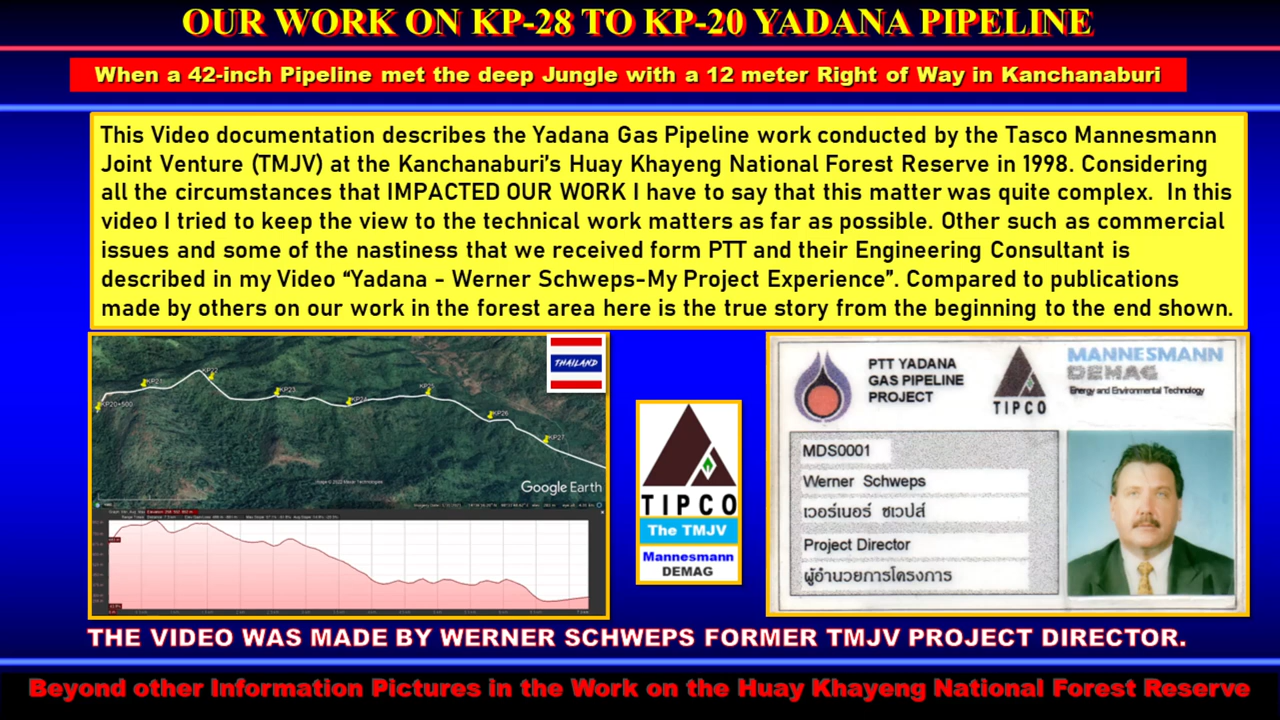 OUR WORK ON KP-28 TO KP-20 YADANA PIPELINE
When a 42-inch Pipeline met the deep Jungle with a 12 meter Right of Way in Kanchanaburi
This Video documentation describes the Yadana Gas Pipeline work conducted by the Tasco Mannesmann
Joint Venture (TMJV) at the Kanchanaburi's Huay Khayeng National Forest Reserve in 1998. Considering
all the circumstances that IMPACTED OUR WORK I have to say that this matter was quite complex. In this
video I tried to keep the view to the technical work matters as far as possible. Other such as commercial
issues and some of the nastiness that we received form PTT and their Engineering Consultant is
described in my Video “Yadana - Werner Schweps-My Project Experience”. Compared to publications
made by others on our work in the forest area here is the true story from the beginning to the end shown.
THAILAND
KP20+500
KP21
KP22
KP23
KP24
KP25
KP26
KP27
Google Earth
TIPCO
The TMJV
Mannesmann
DEMAG
PTT YADANA
GAS PIPELINE
PROJECT
TIPCO
MANNESMANN
DEMAG
Energy and Environmental Technology
MDS0001
Werner Schweps
เวอร์เนอร์ ชเวปส์
Project Director
ผู้อำนวยการโครงการ
THE VIDEO WAS MADE BY WERNER SCHWEPS FORMER TMJV PROJECT DIRECTOR.
Beyond other Information Pictures in the Work on the Huay Khayeng National Forest Reserve